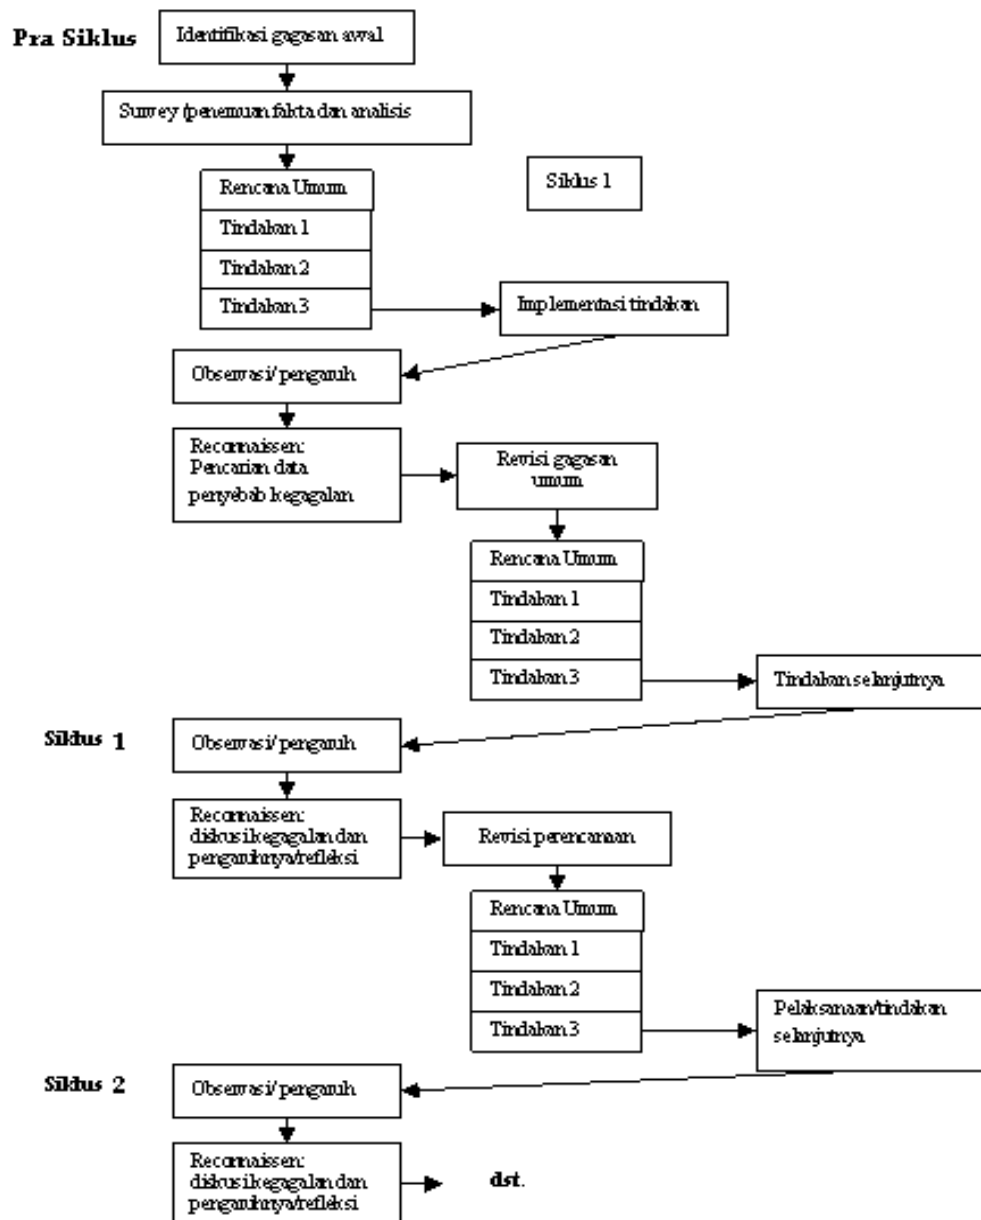 Pra Siklus
Identifikasi gagasan awal
Survey /penemuan fakta dan analisis
Rencana Umum
Siklus 1
Tindakan 1
Tindakan 2
Tindakan 3
Implementasi tindakan
Observasi/ pengaruh
Reconnaissen:
Pencarian data
penyebab kegagalan
Revisi gagasan
umum
Rencana Umum
Tindakan 1
Tindakan 2
Tindakan 3
Tindakan selanjutnya
Siklus 1
Observasi/ pengaruh
Reconnaissen:
diskusi kegagalan dan
pengaruhnya/refleksi
Revisi perencanaan
Rencana Umum
Tindakan 1
Tindakan 2
Tindakan 3
Pelaksanaan/tindakan
selanjutnya
Siklus 2
Observasi/ pengaruh
Reconnaissen:
diskusi kegagalan dan
pengaruhnya/refleksi
dst.